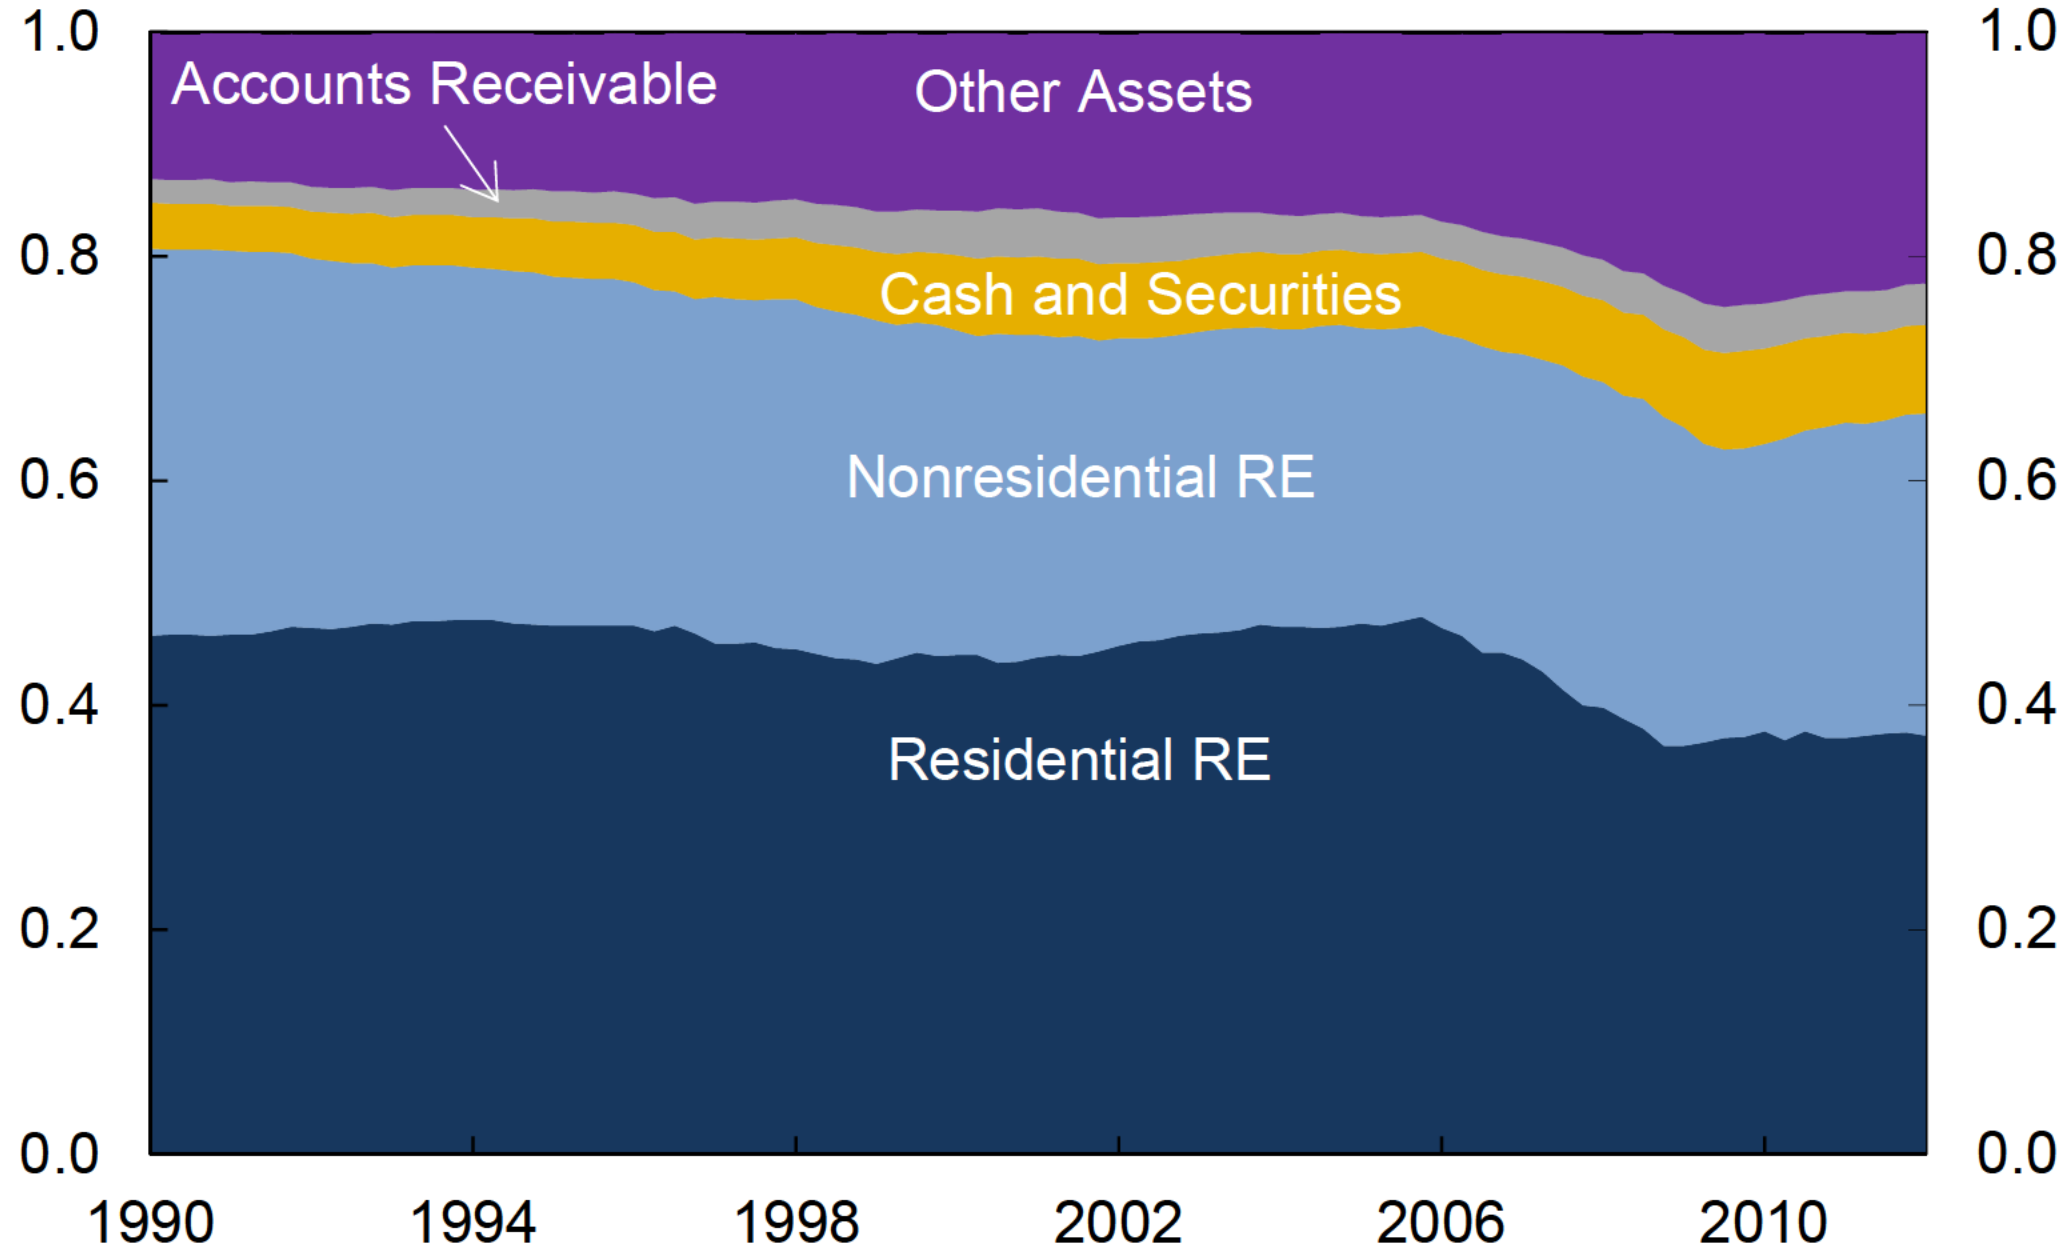 1.0 1.0
Accounts Receivable Other Assets
0.8 0.8
Cash and Securities
0.6 Nonresidential RE 0.6
0.4 0.4
Residential RE
0.2 0.2
0.0 0.0
1990 1994 1998 2002 2006 2010